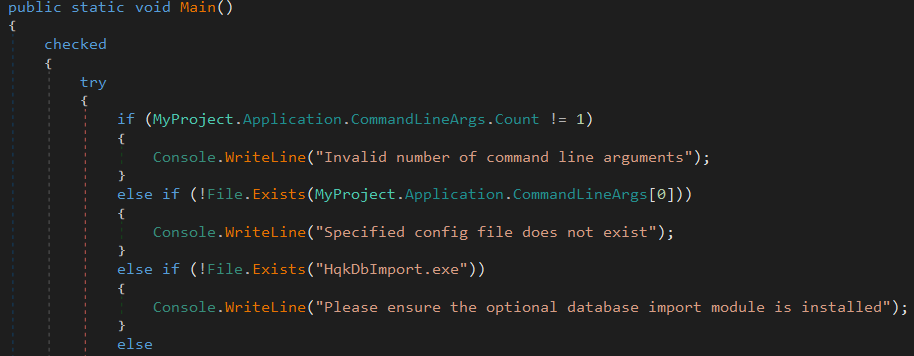 public static void Main()
{
checked
{
try
{
if (MyProject.Application.CommandLineArgs.Count != 1)
{
Console.WriteLine("Invalid number of command line arguments");
}
else if (!File.Exists(MyProject.Application.CommandLineArgs[0]))
{
Console.WriteLine("Specified config file does not exist");
}
else if (!File.Exists("HqkDbImport.exe"))
{
Console.WriteLine("Please ensure the optional database import module is installed");
}
else